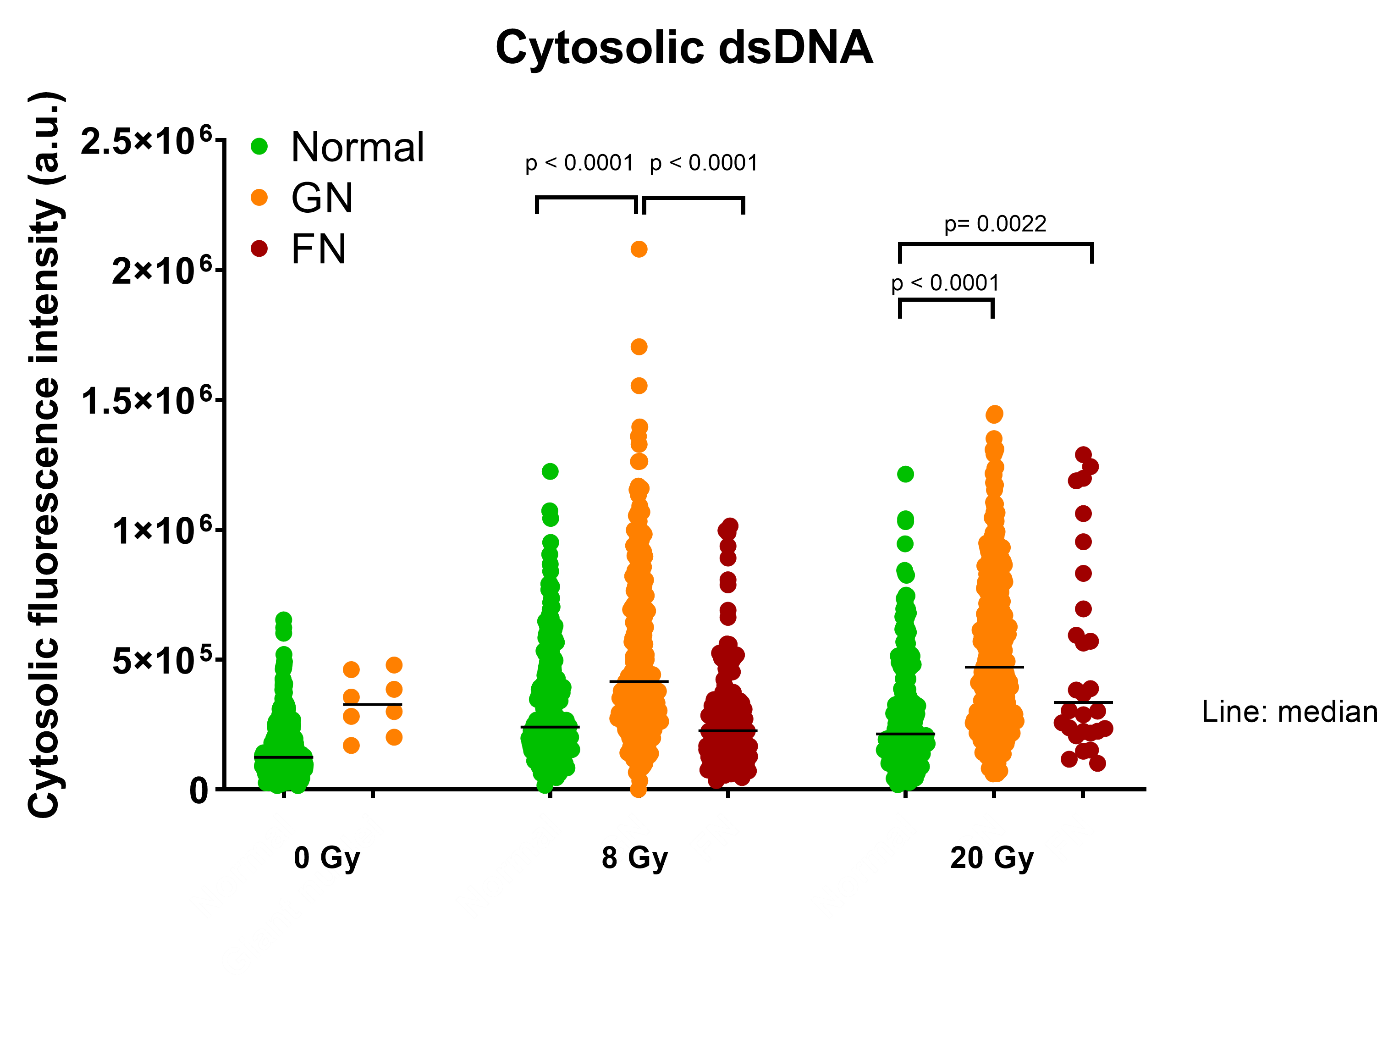 Cytosolic dsDNA
Cytosolic fluorescence intensity (a.u.)
2.5×10⁶
2×10⁶
1.5×10⁶
1×10⁶
5×10⁵
0
Normal
GN
FN
p < 0.0001
p < 0.0001
p= 0.0022
p < 0.0001
Line: median
0 Gy
8 Gy
20 Gy